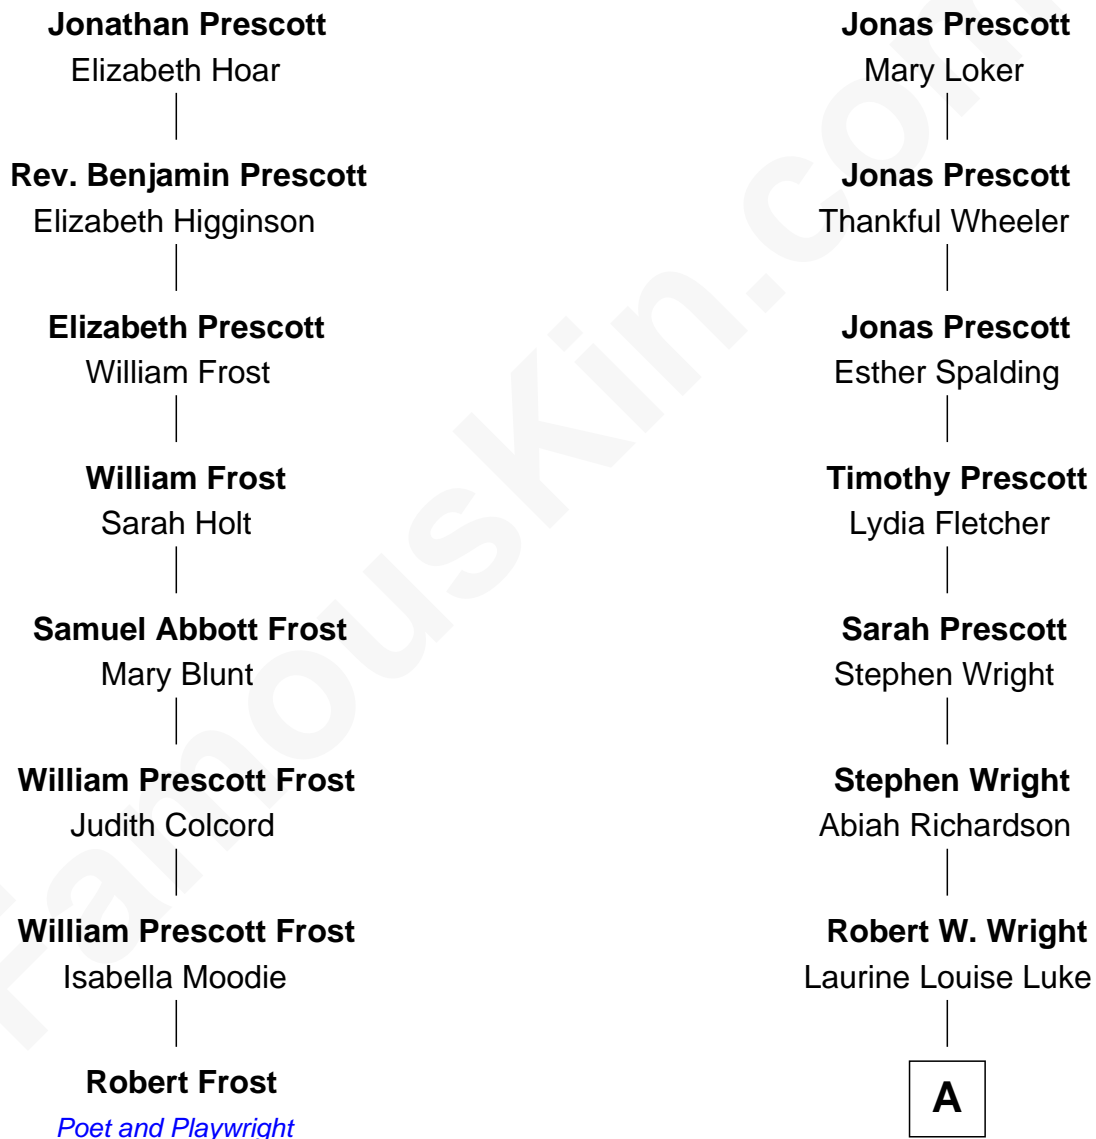 Jonathan Prescott
Elizabeth Hoar
Rev. Benjamin Prescott
Elizabeth Higginson
Elizabeth Prescott
William Frost
William Frost
Sarah Holt
Samuel Abbott Frost
Mary Blunt
William Prescott Frost
Judith Colcord
William Prescott Frost
Isabella Moodie
Robert Frost
Poet and Playwright
Jonas Prescott
Mary Loker
Jonas Prescott
Thankful Wheeler
Jonas Prescott
Esther Spalding
Timothy Prescott
Lydia Fletcher
Sarah Prescott
Stephen Wright
Stephen Wright
Abiah Richardson
Robert W. Wright
Laurine Louise Luke
A
FamousKin.com